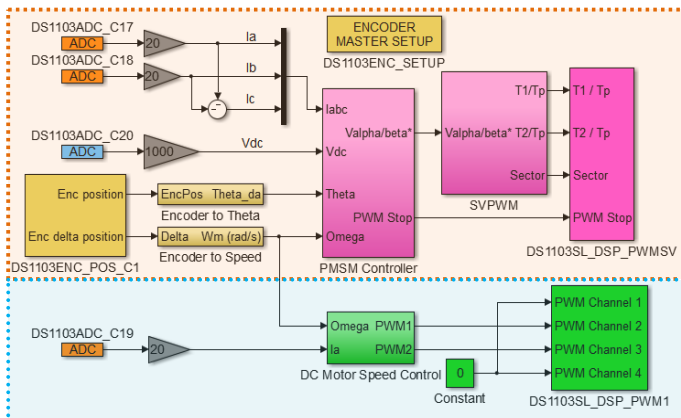 DS1103ADC_C17
ADC
20
Ia
ENCODER
MASTER SETUP
DS1103ENC_SETUP
DS1103ADC_C18
ADC
20
Ib
Ic
DS1103ADC_C20
ADC
1000
Vdc
Iabc
Vdc
Theta
Omega
Valpha/beta*
PWM Stop
PMSM Controller
Valpha/beta*
T1/Tp
T2/Tp
Sector
SVPWM
T1 / Tp
T2 / Tp
Sector
PWM Stop
DS1103SL_DSP_PWMSV
Enc position
Enc delta position
DS1103ENC_POS_C1
EncPos Theta_da
Encoder to Theta
Delta Wm (rad/s)
Encoder to Speed
DS1103ADC_C19
ADC
20
Omega PWM1
Ia PWM2
DC Motor Speed Control
0
Constant
PWM Channel 1
PWM Channel 2
PWM Channel 3
PWM Channel 4
DS1103SL_DSP_PWM1